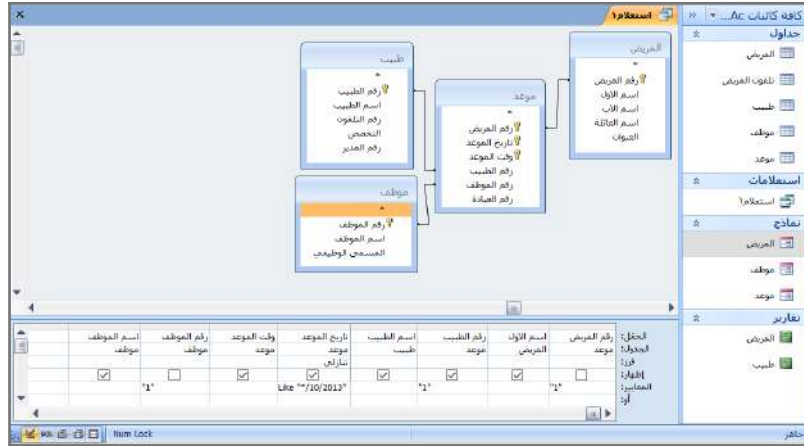 كافة كائنات Ac...
جداول
المريض
تلفون المريض
طبيب
موظف
موعد
استعلامات
استعلام١
نماذج
المريض
موظف
موعد
تقارير
المريض
طبيب
استعلام١
المريض
*
رقم المريض
اسم الأول
اسم الأب
اسم العائلة
العنوان
موعد
*
رقم المريض
تاريخ الموعد
وقت الموعد
رقم الطبيب
رقم الموظف
رقم العيادة
طبيب
*
رقم الطبيب
اسم الطبيب
رقم التلفون
التخصص
رقم المدير
موظف
*
رقم الموظف
اسم الموظف
المسمى الوظيفي
الحقل: رقم المريض اسم الأول رقم الطبيب اسم الطبيب تاريخ الموعد وقت الموعد رقم الموظف اسم الموظف
الجدول: موعد المريض موعد طبيب موعد موعد موظف موظف
فرز: تنازلي
إظهار:
المعايير: "1" "1" Like "*/10/2013" "1"
أو:
جاهز
Num Lock
SQL